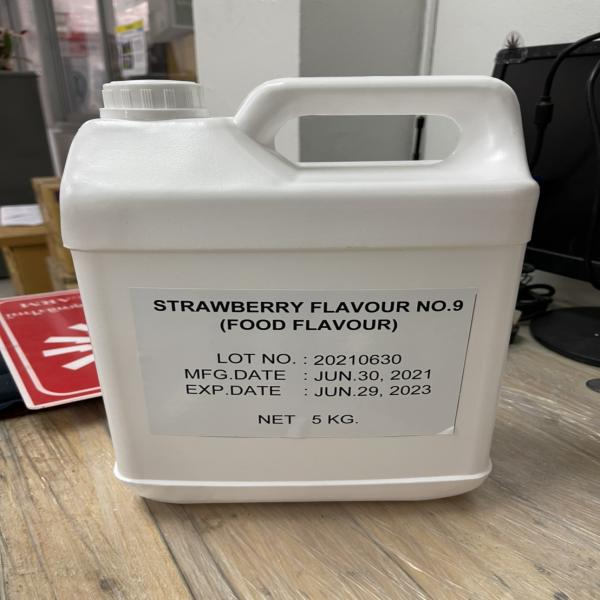 STRAWBERRY FLAVOUR NO.9
(FOOD FLAVOUR)
LOT NO. : 20210630
MFG.DATE : JUN.30, 2021
EXP.DATE : JUN.29, 2023
NET 5 KG.